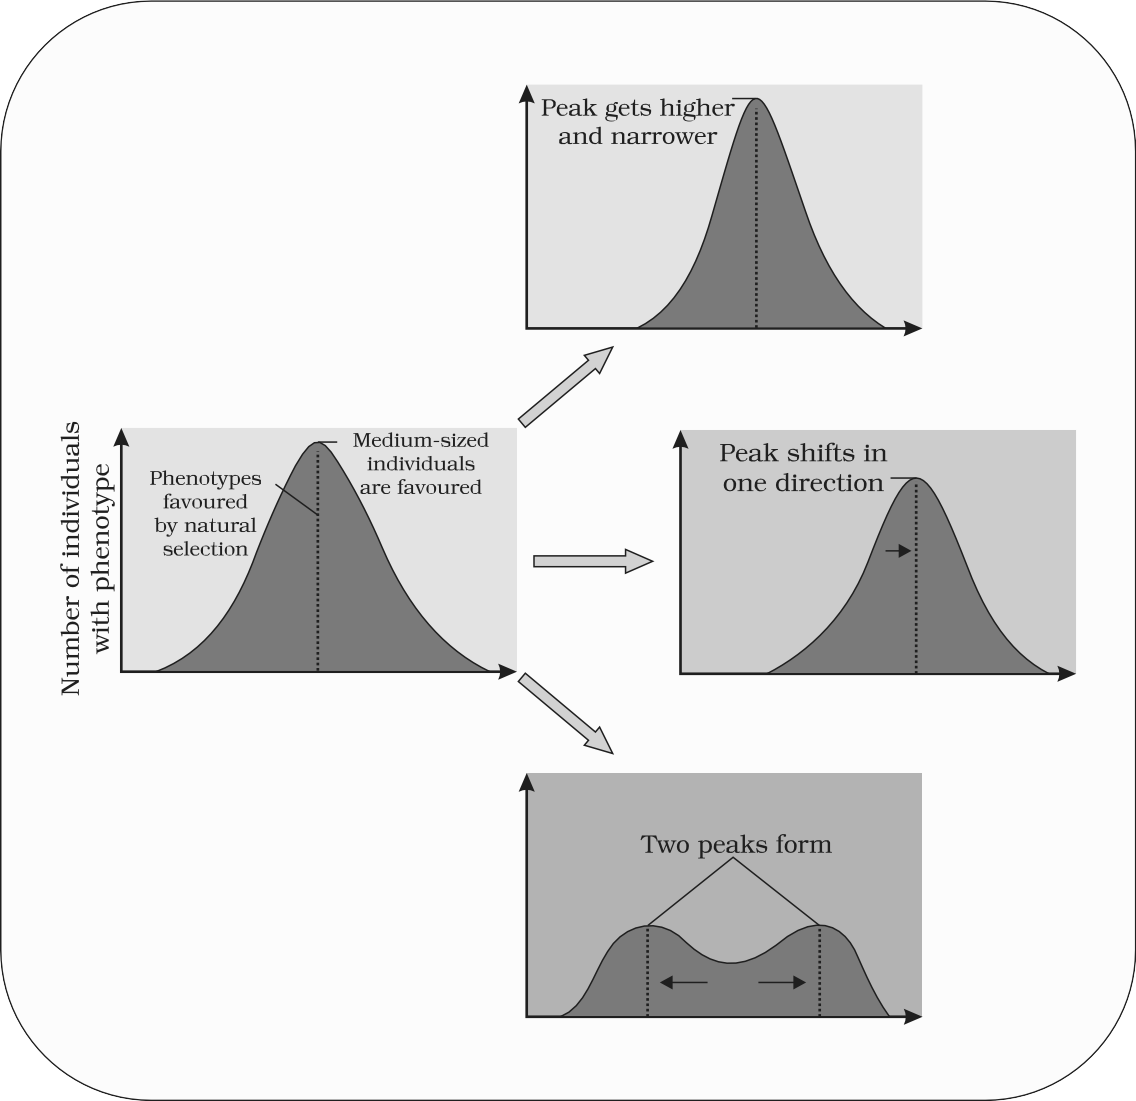 Peak gets higher
and narrower
Number of individuals
with phenotype
Phenotypes
favoured
by natural
selection
Medium-sized
individuals
are favoured
Peak shifts in
one direction
Two peaks form